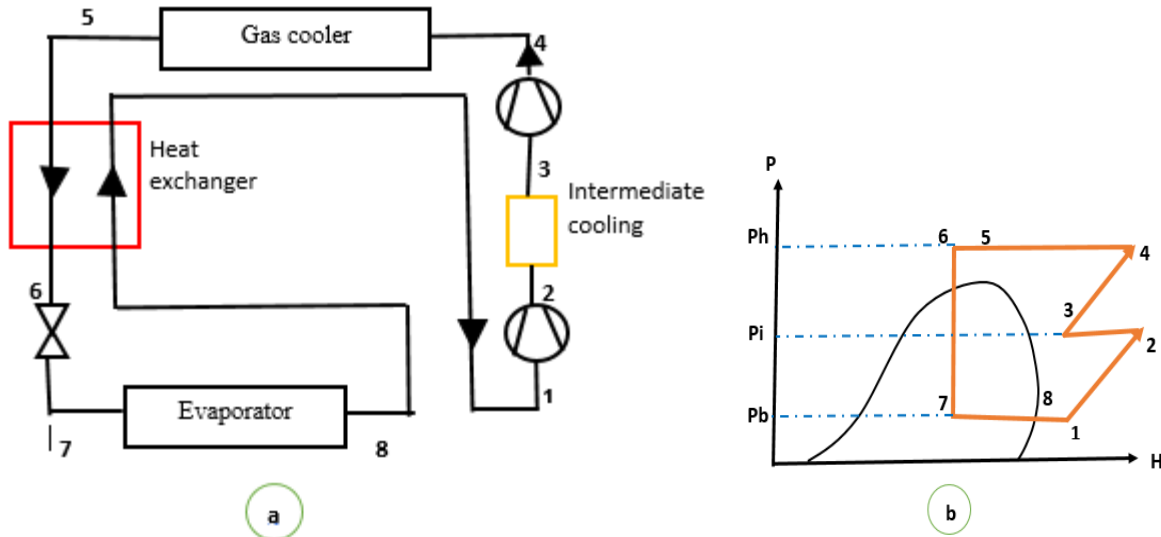 5
Gas cooler
4
Heat
exchanger
3
Intermediate
cooling
6
2
1
Evaporator
7
8
a
P
Ph
6
5
4
Pi
3
2
Pb
7
8
1
H
b